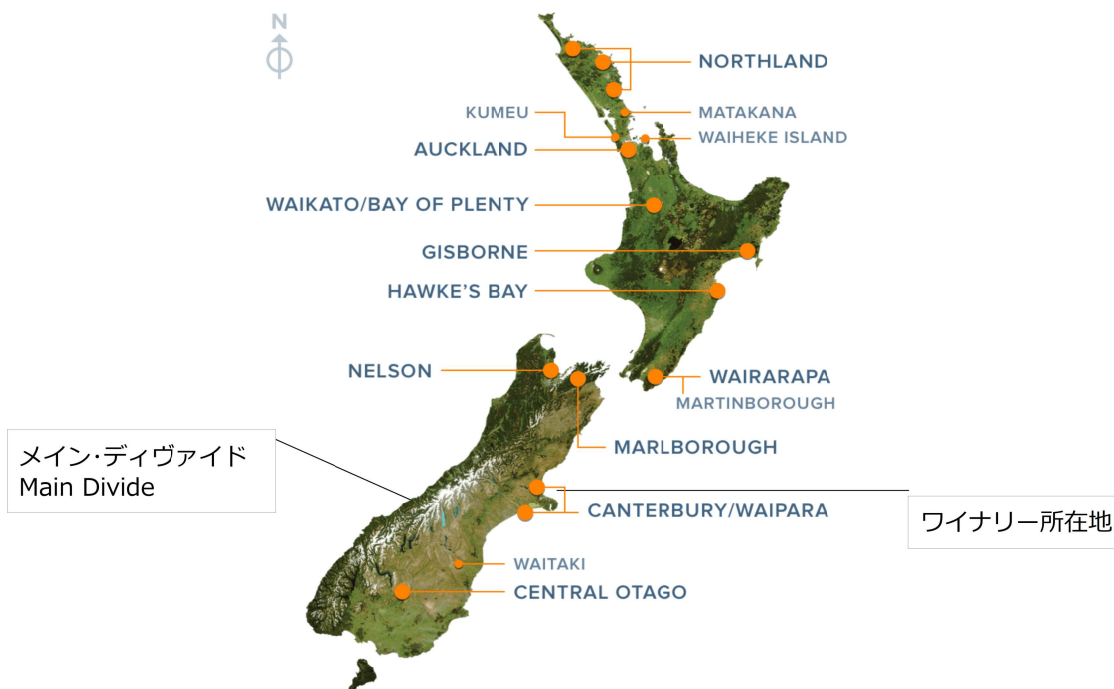 N
NORTHLAND
KUMEU
MATAKANA
WAIHEKE ISLAND
AUCKLAND
WAIKATO/BAY OF PLENTY
GISBORNE
HAWKE'S BAY
NELSON
WAIRARAPA
MARTINBOROUGH
MARLBOROUGH
メイン・ディヴァイド
Main Divide
CANTERBURY/WAIPARA
ワイナリー所在地
WAITAKI
CENTRAL OTAGO